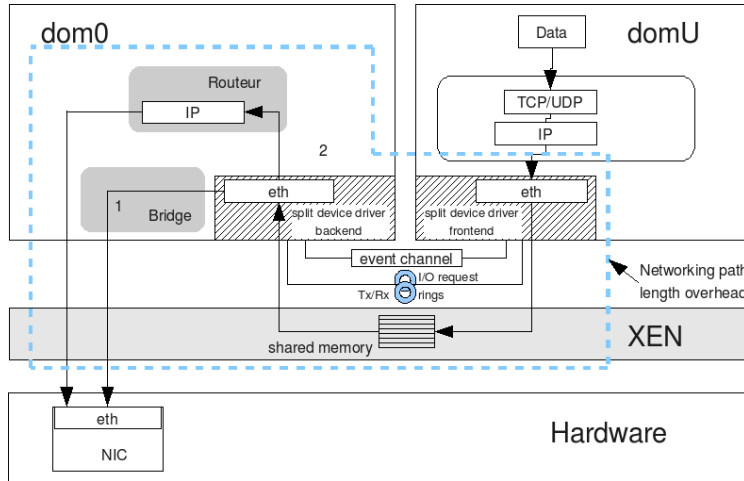 dom0
domU
Data
Routeur
TCP/UDP
IP
IP
2
eth
eth
1
Bridge
split device driver
backend
split device driver
frontend
event channel
I/O request
Tx/Rx
rings
Networking path
length overhead
shared memory
XEN
eth
NIC
Hardware